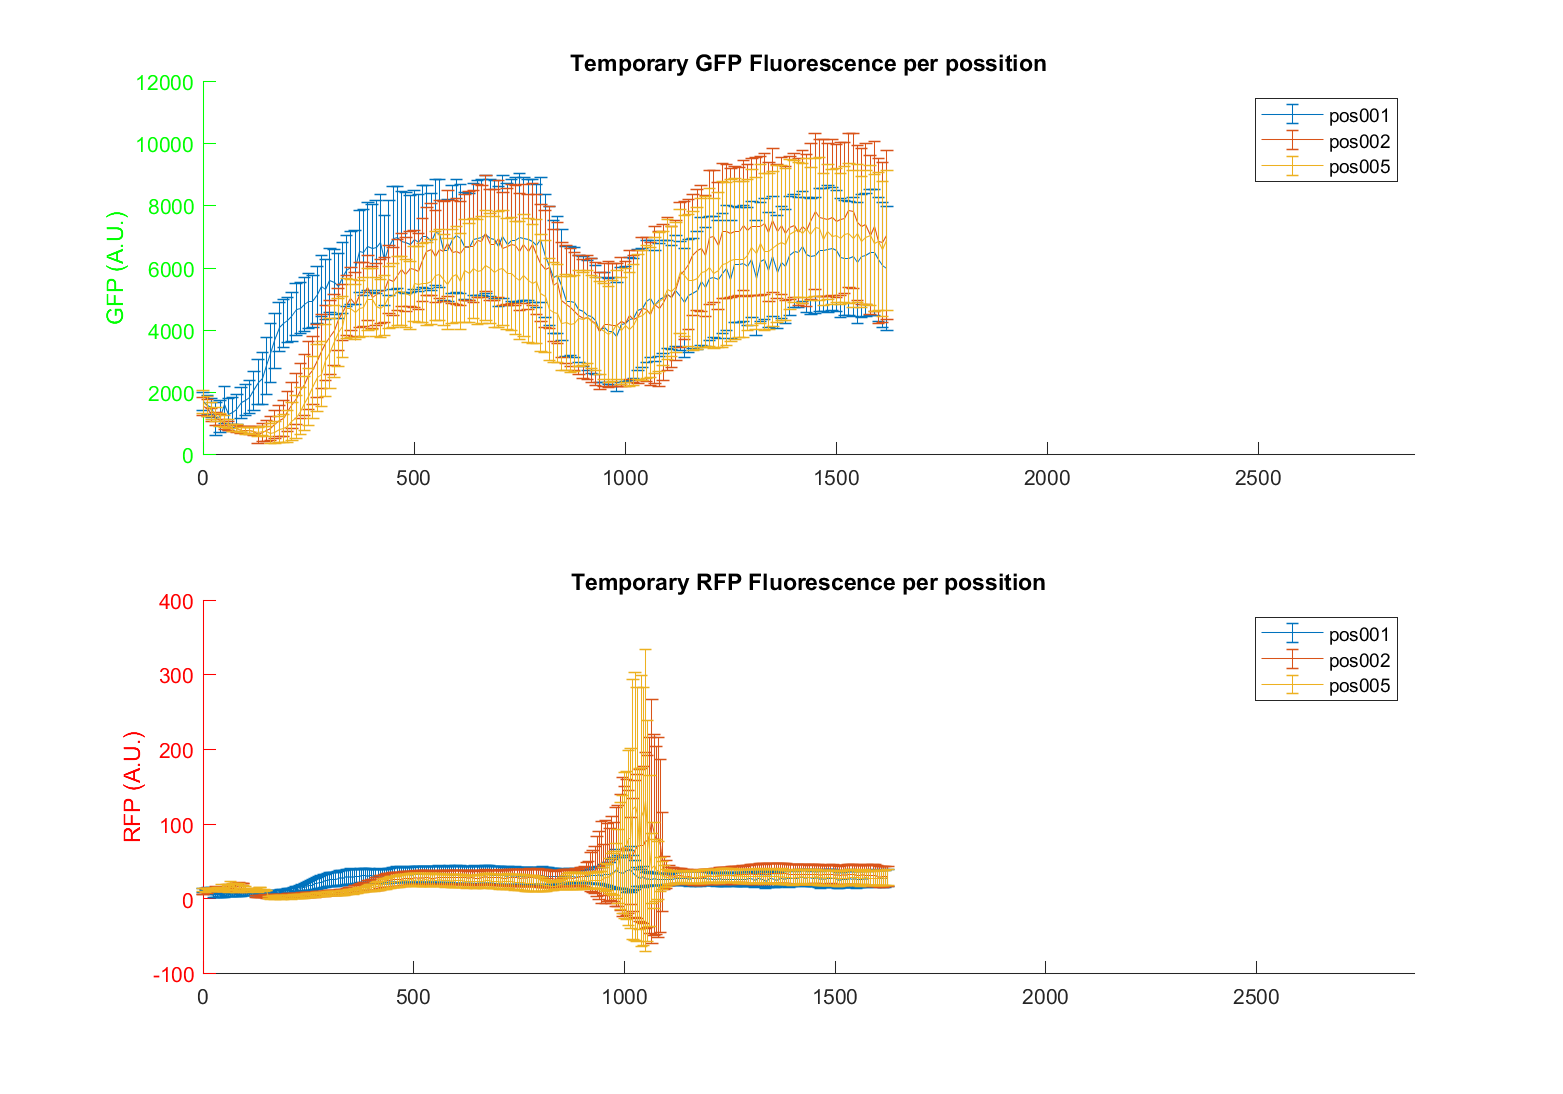 Temporary GFP Fluorescence per possition
GFP (A.U.)
12000
10000
8000
6000
4000
2000
0
0 500 1000 1500 2000 2500
pos001
pos002
pos005
Temporary RFP Fluorescence per possition
RFP (A.U.)
400
300
200
100
0
-100
0 500 1000 1500 2000 2500
pos001
pos002
pos005